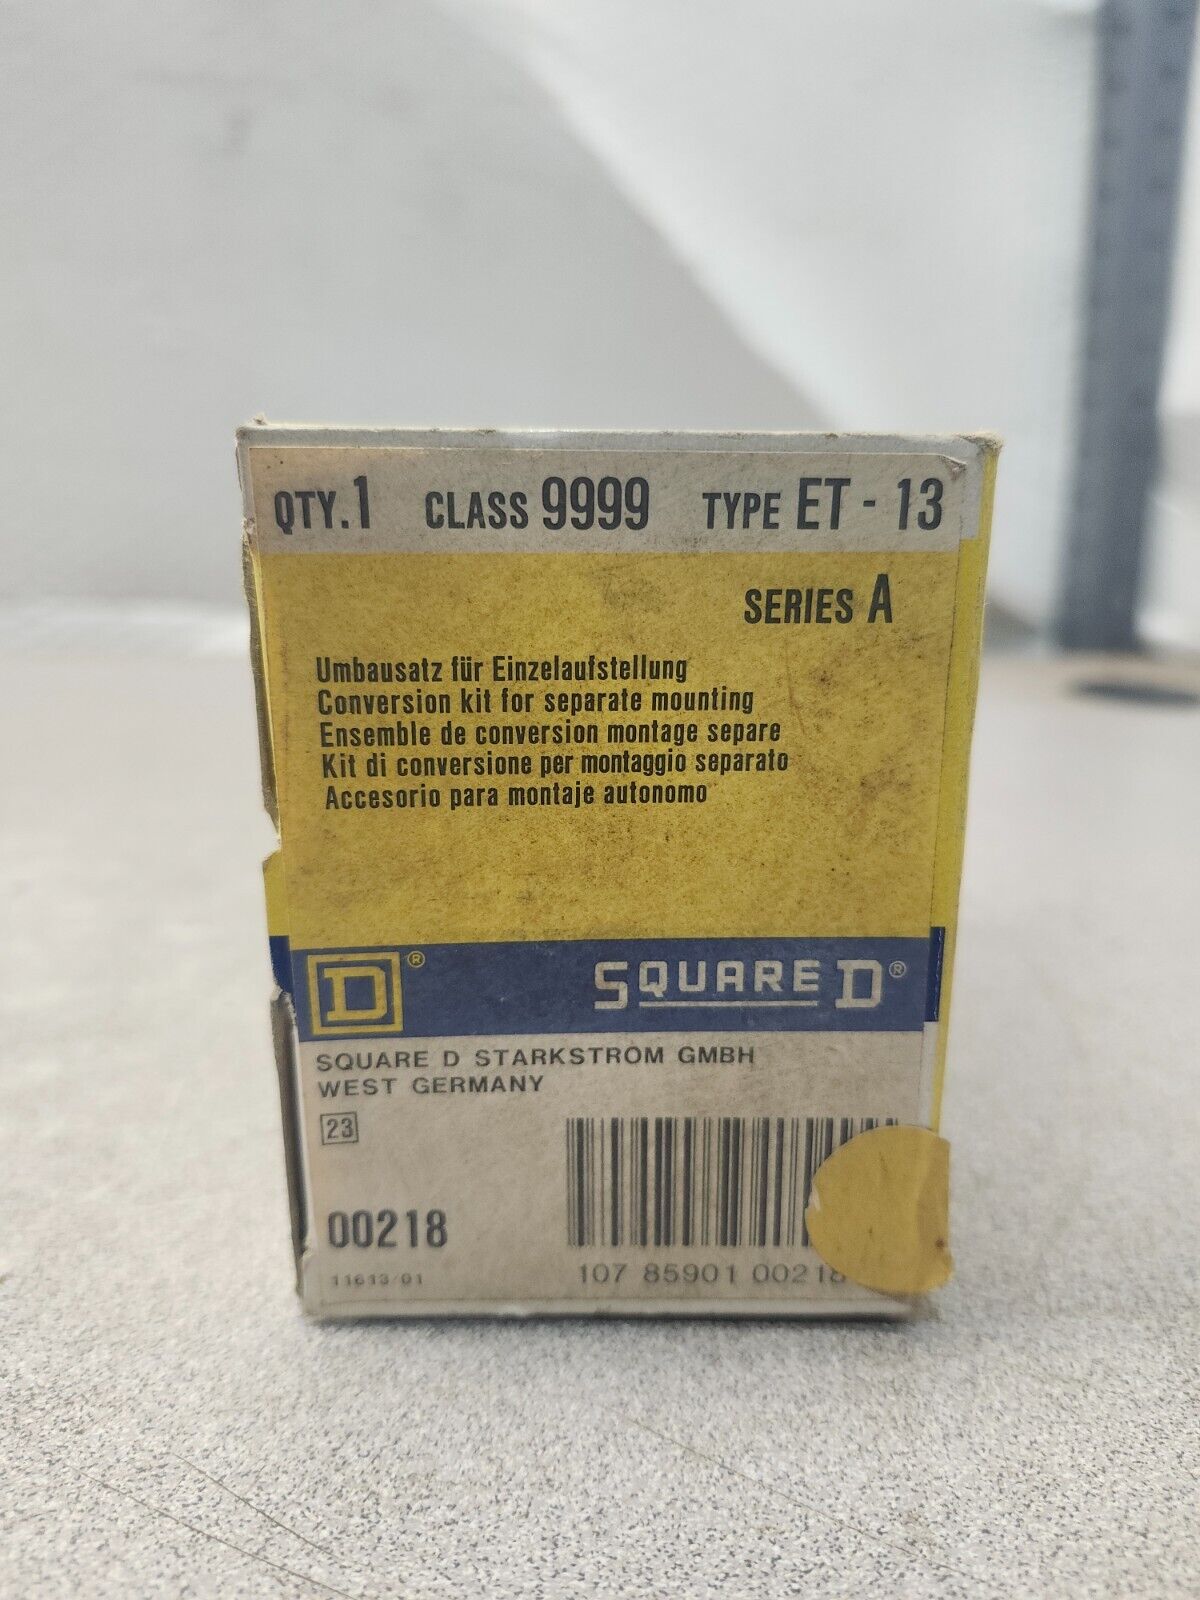 QTY.1 CLASS 9999 TYPE ET - 13
SERIES A
Umbausatz für Einzelaufstellung
Conversion kit for separate mounting
Ensemble de conversion montage separe
Kit di conversione per montaggio separato
Accesorio para montaje autonomo
D® SQUARE D®
SQUARE D STARKSTROM GMBH
WEST GERMANY
23
00218
11613/01
107 85901 00218